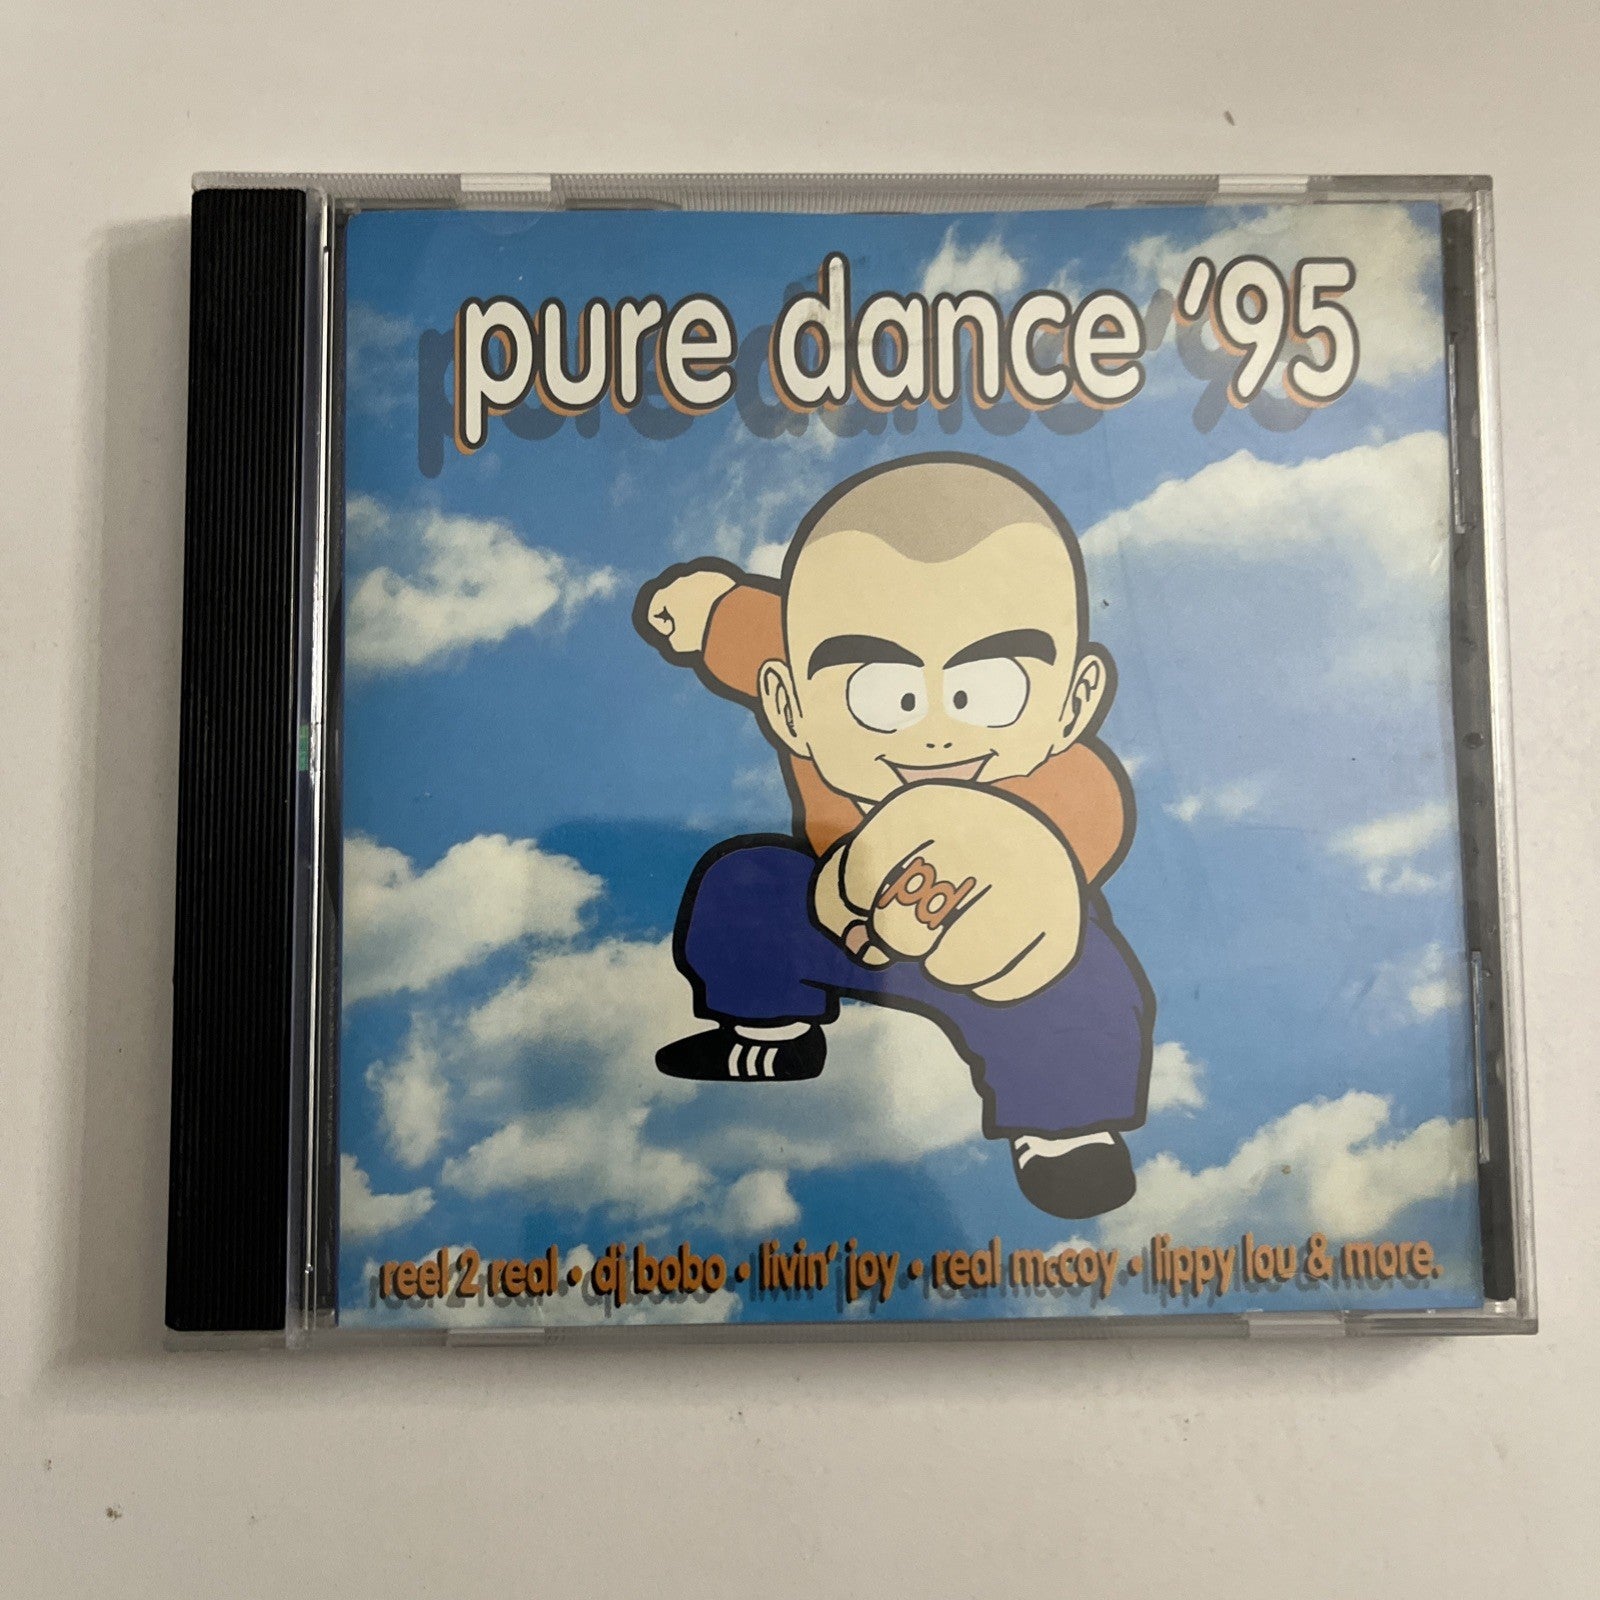 pure dance '95
pd
reel 2 real • dj bobo • livin' joy • real mccoy • lippy lou & more.